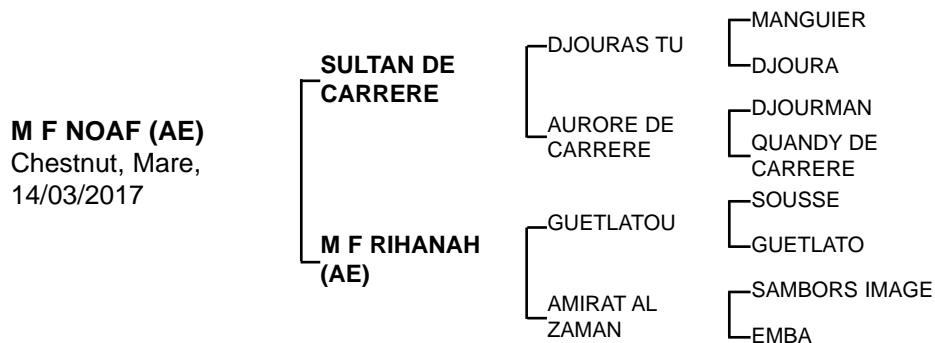 M F NOAF (AE)
Chestnut, Mare,
14/03/2017
SULTAN DE
CARRERE
M F RIHANAH
(AE)
DJOURAS TU
AURORE DE
CARRERE
GUETLATOU
AMIRAT AL
ZAMAN
MANGUIER
DJOURA
DJOURMAN
QUANDY DE
CARRERE
SOUSSE
GUETLATO
SAMBORS IMAGE
EMBA